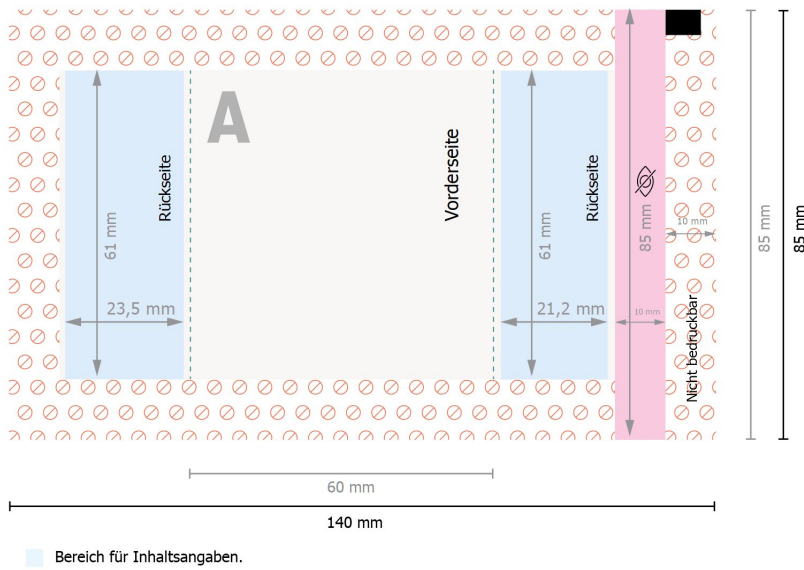 A
Rückseite
Vorderseite
Rückseite
61 mm
61 mm
85 mm
10 mm
85 mm
85 mm
23,5 mm
21,2 mm
10 mm
Nicht bedruckbar
60 mm
140 mm
Bereich für Inhaltsangaben.